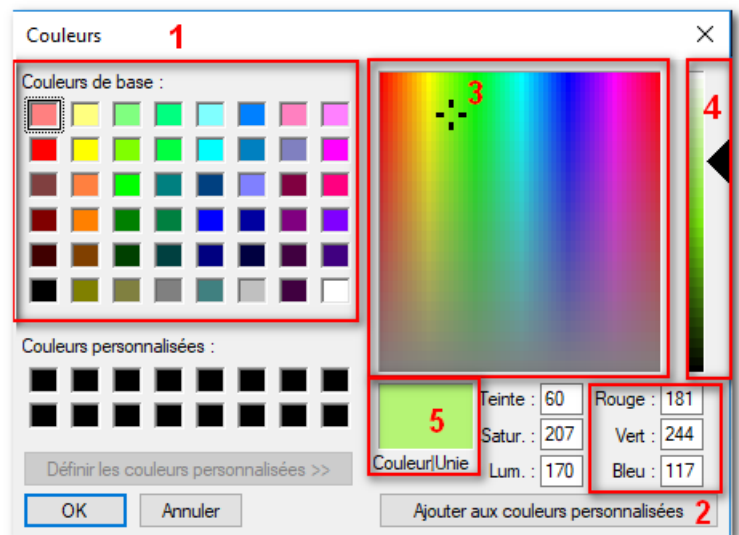 Couleurs 1
Couleurs de base :
3
4
Couleurs personnalisées :
5
Couleur|Unie
Teinte : 60
Satur. : 207
Lum. : 170
Rouge : 181
Vert : 244
Bleu : 117
Définir les couleurs personnalisées >>
OK Annuler
Ajouter aux couleurs personnalisées 2